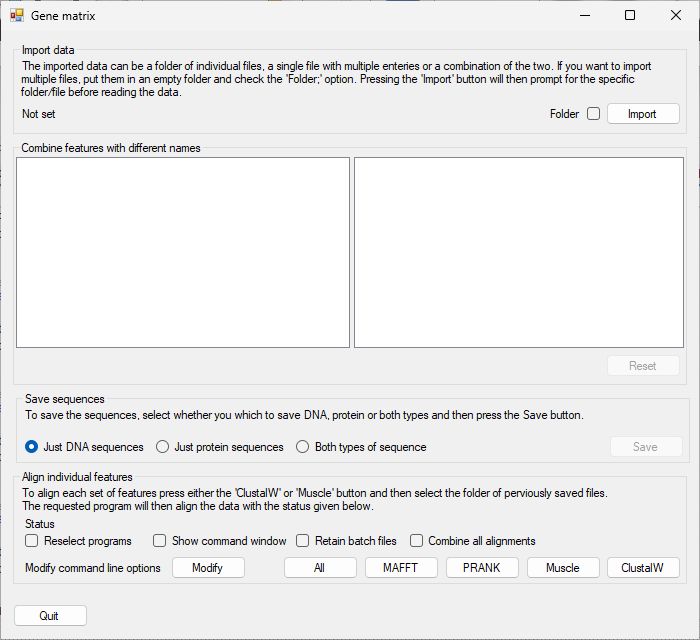 Gene matrix
Import data
The imported data can be a folder of individual files, a single file with multiple enteries or a combination of the two. If you want to import
multiple files, put them in an empty folder and check the 'Folder;' option. Pressing the 'Import' button will then prompt for the specific
folder/file before reading the data.
Not set Folder Import
Combine features with different names
Reset
Save sequences
To save the sequences, select whether you which to save DNA, protein or both types and then press the Save button.
Just DNA sequences Just protein sequences Both types of sequence Save
Align individual features
To align each set of features press either the 'ClustalW' or 'Muscle' button and then select the folder of perviously saved files.
The requested program will then align the data with the status given below.
Status
Reselect programs Show command window Retain batch files Combine all alignments
Modify command line options Modify All MAFFT PRANK Muscle ClustalW
Quit